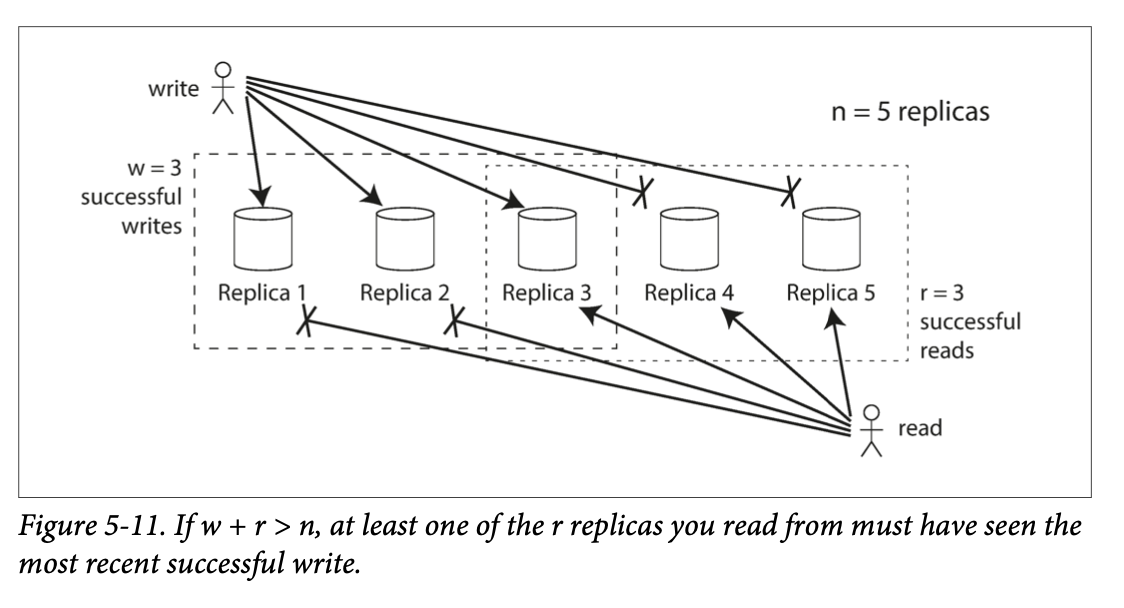 write
n = 5 replicas
w = 3
successful
writes
Replica 1
Replica 2
Replica 3
Replica 4
Replica 5
r = 3
successful
reads
read
Figure 5-11. If w + r > n, at least one of the r replicas you read from must have seen the
most recent successful write.